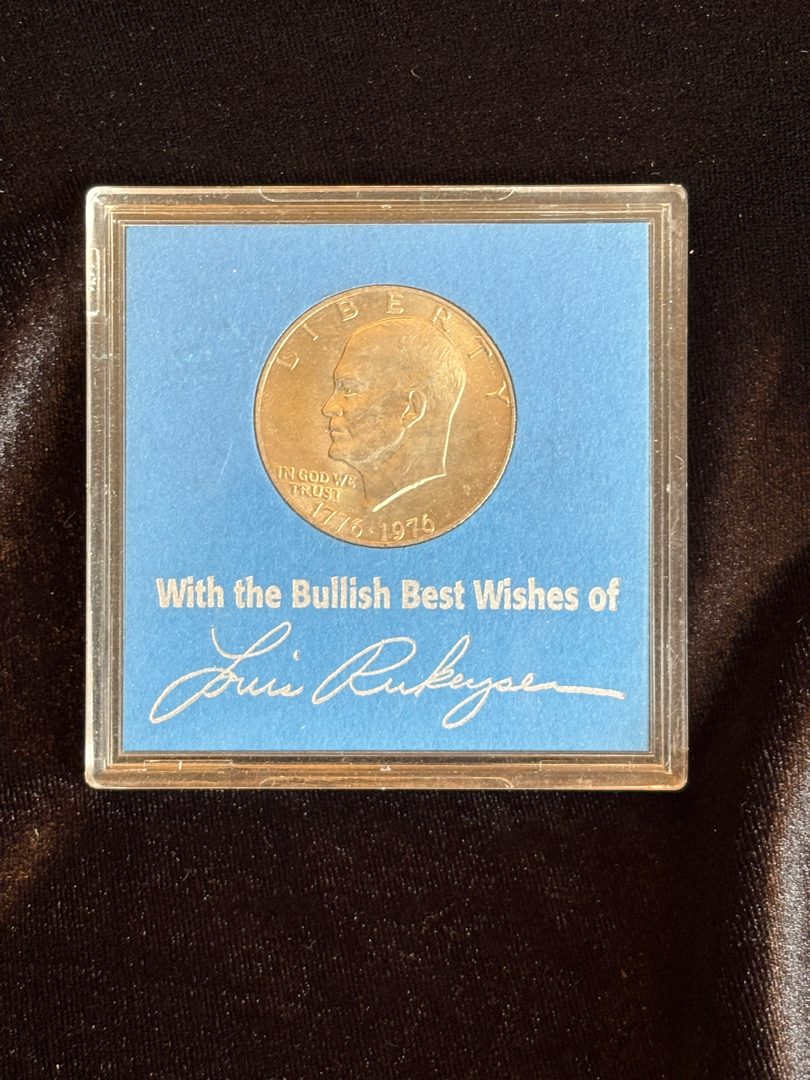 LIBERTY
IN GOD WE
TRUST
1776·1976
With the Bullish Best Wishes of
Louis Rukeyser